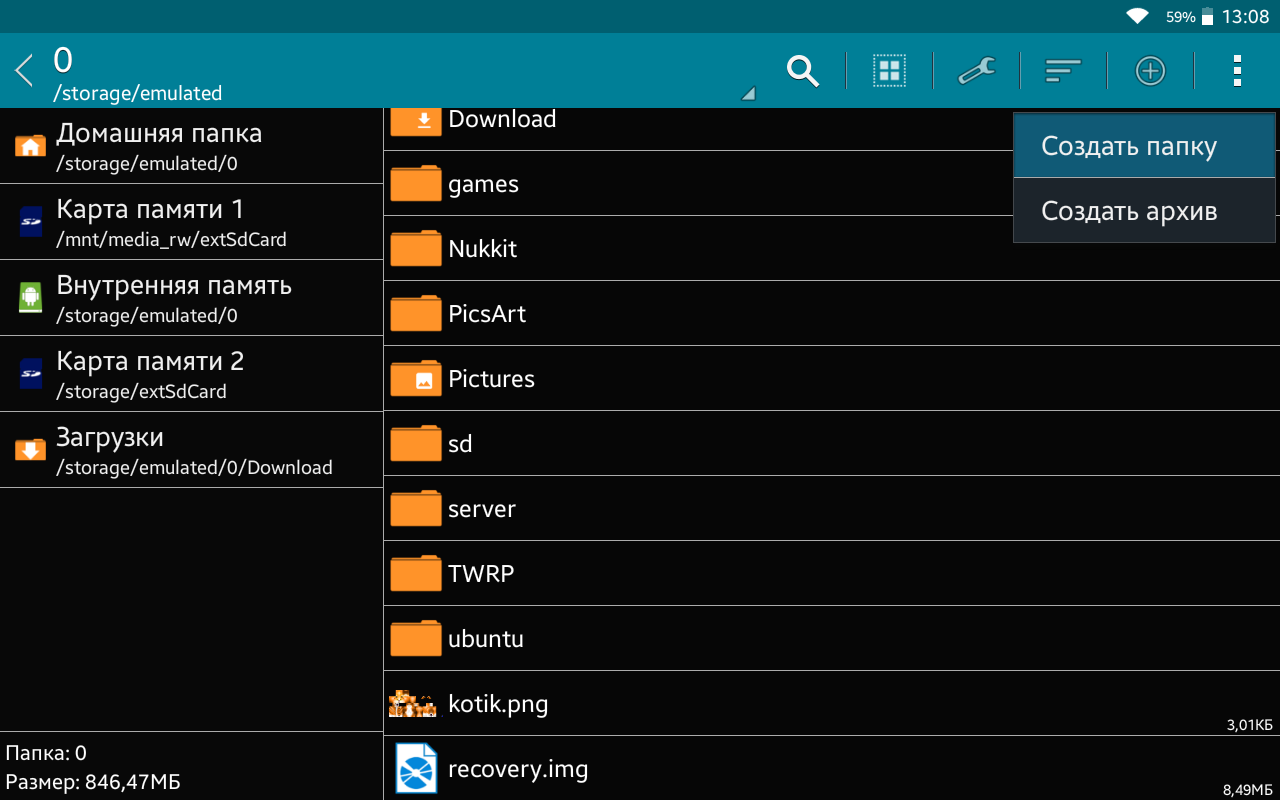 59% 13:08
0
/storage/emulated
Домашняя папка
/storage/emulated/0
Карта памяти 1
/mnt/media_rw/extSdCard
Внутренняя память
/storage/emulated/0
Карта памяти 2
/storage/extSdCard
Загрузки
/storage/emulated/0/Download
Папка: 0
Размер: 846,47МБ
Download
games
Nukkit
PicsArt
Pictures
sd
server
TWRP
ubuntu
kotik.png
3,01КБ
recovery.img
8,49МБ
Создать папку
Создать архив